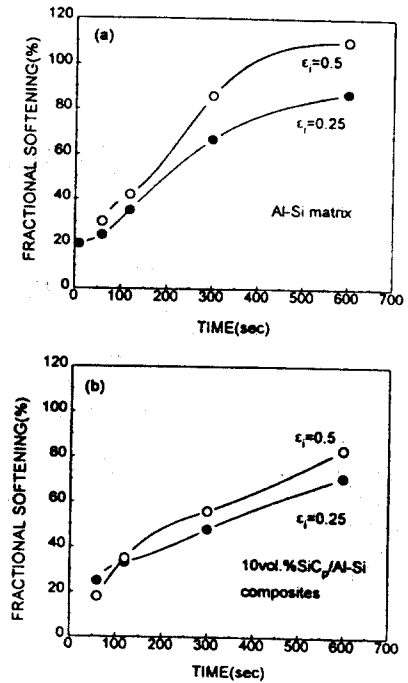 (a)
FRACTIONAL SOFTENING(%)
120
100
80
60
40
20
0
εi=0.5
εi=0.25
Al-Si matrix
0 100 200 300 400 500 600 700
TIME(sec)
(b)
FRACTIONAL SOFTENING(%)
120
100
80
60
40
20
0
εi=0.5
εi=0.25
10vol.%SiCp/Al-Si
composites
0 100 200 300 400 500 600 700
TIME(sec)